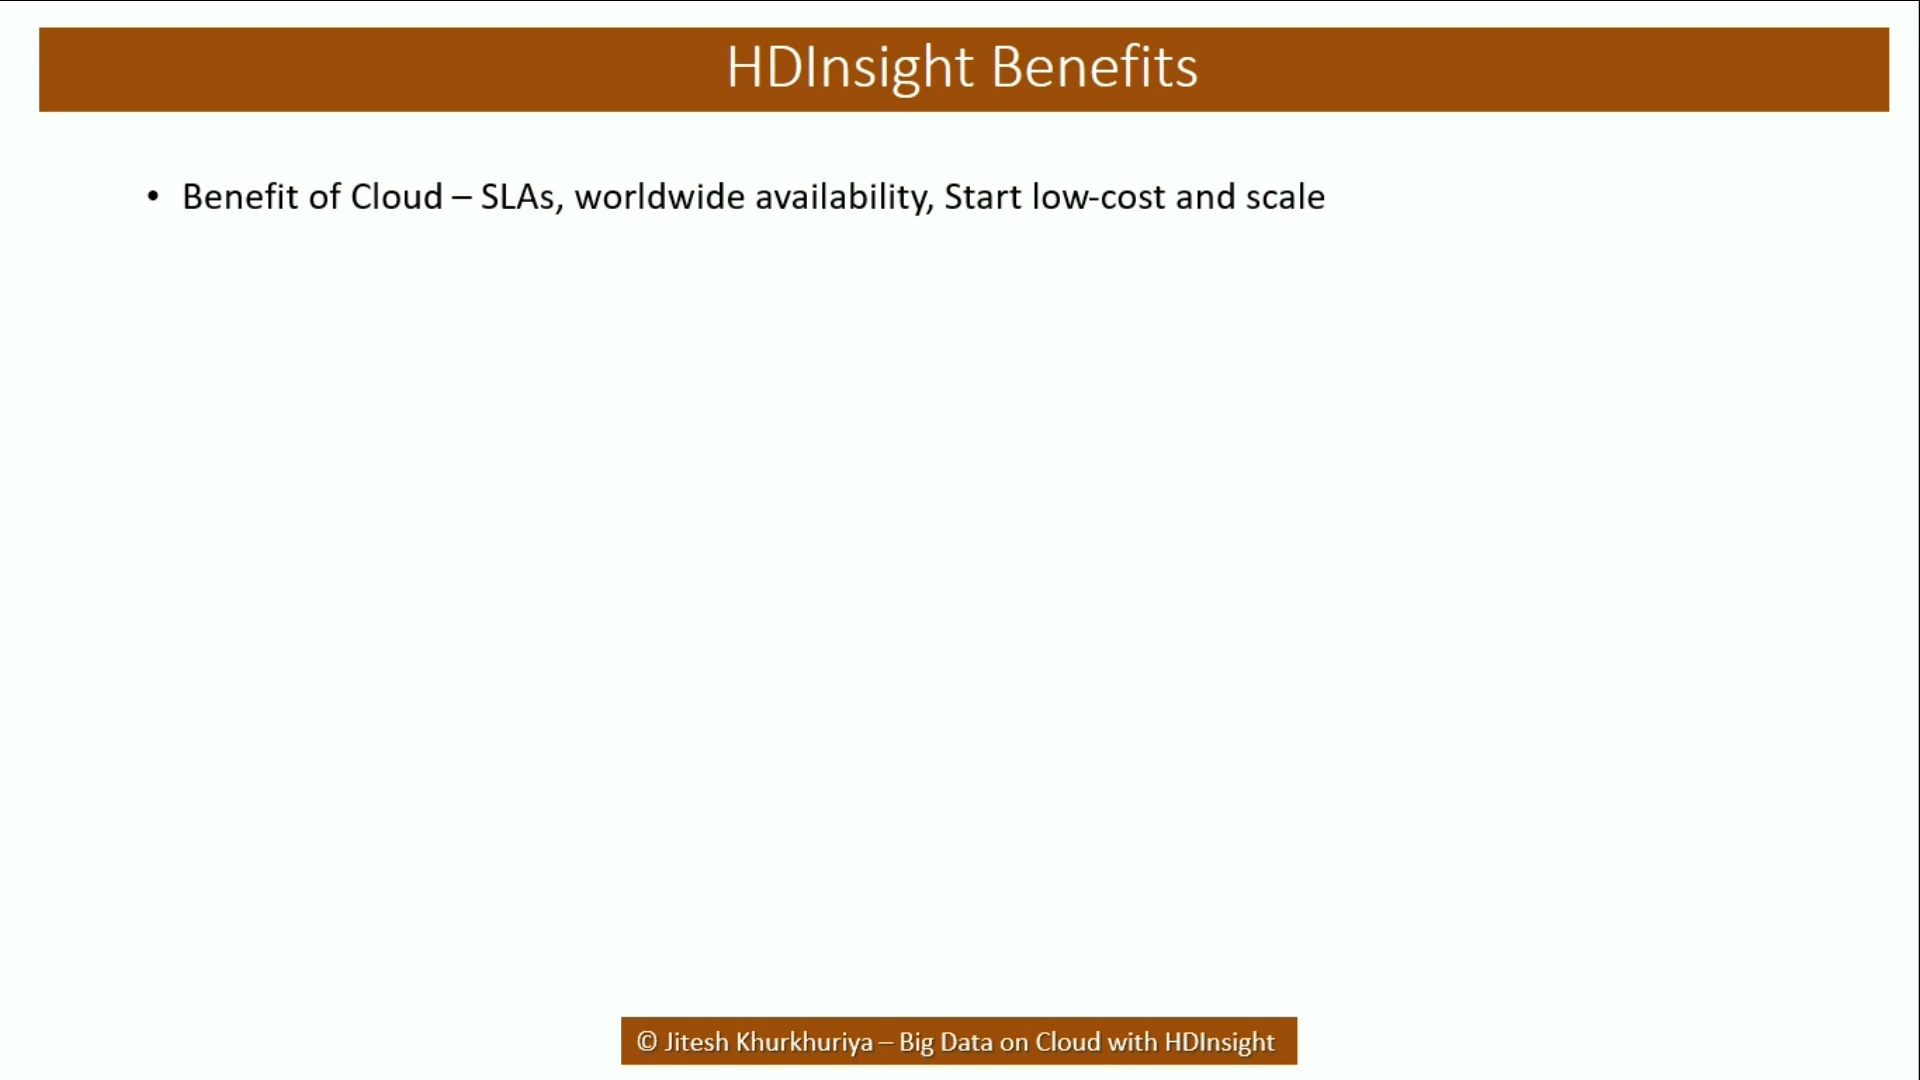 HDInsight Benefits
• Benefit of Cloud – SLAs, worldwide availability, Start low-cost and scale
© Jitesh Khurkhuriya – Big Data on Cloud with HDInsight